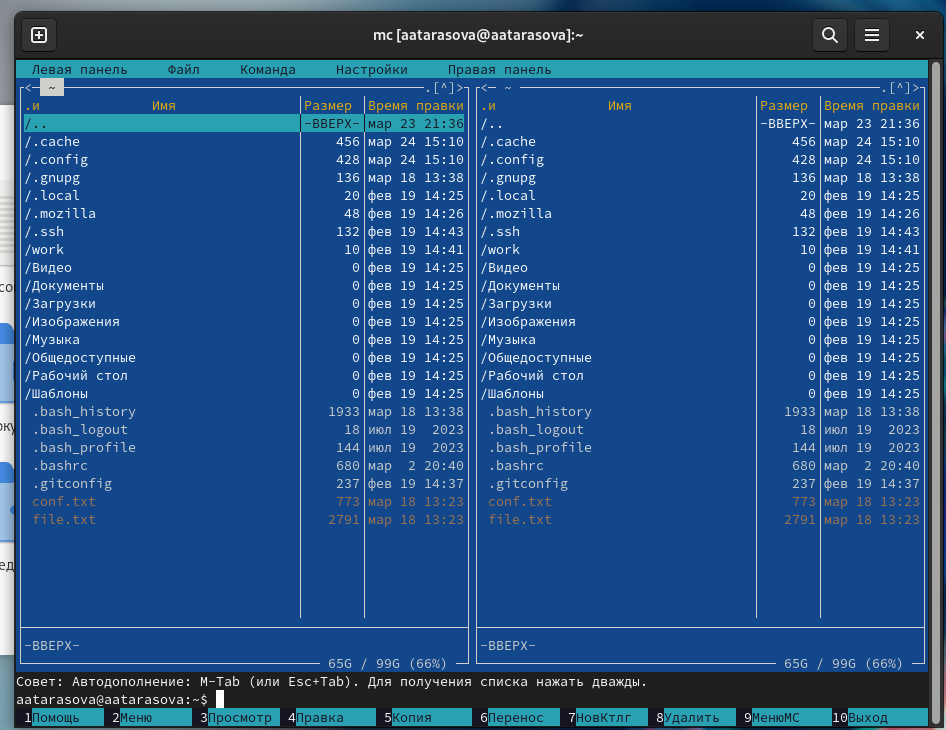 mc [aatarasova@aatarasova]:~
Левая панель Файл Команда Настройки Правая панель
<- ~ .[^]> <- ~ .[^]>
.и Имя Размер Время правки .и Имя Размер Время правки
/.. -ВВЕРХ- мар 23 21:36 /.. -ВВЕРХ- мар 23 21:36
/.cache 456 мар 24 15:10 /.cache 456 мар 24 15:10
/.config 428 мар 24 15:10 /.config 428 мар 24 15:10
/.gnupg 136 мар 18 13:38 /.gnupg 136 мар 18 13:38
/.local 20 фев 19 14:25 /.local 20 фев 19 14:25
/.mozilla 48 фев 19 14:26 /.mozilla 48 фев 19 14:26
/.ssh 132 фев 19 14:43 /.ssh 132 фев 19 14:43
/work 10 фев 19 14:41 /work 10 фев 19 14:41
/Видео 0 фев 19 14:25 /Видео 0 фев 19 14:25
/Документы 0 фев 19 14:25 /Документы 0 фев 19 14:25
/Загрузки 0 фев 19 14:25 /Загрузки 0 фев 19 14:25
/Изображения 0 фев 19 14:25 /Изображения 0 фев 19 14:25
/Музыка 0 фев 19 14:25 /Музыка 0 фев 19 14:25
/Общедоступные 0 фев 19 14:25 /Общедоступные 0 фев 19 14:25
/Рабочий стол 0 фев 19 14:25 /Рабочий стол 0 фев 19 14:25
/Шаблоны 0 фев 19 14:25 /Шаблоны 0 фев 19 14:25
.bash_history 1933 мар 18 13:38 .bash_history 1933 мар 18 13:38
.bash_logout 18 июл 19 2023 .bash_logout 18 июл 19 2023
.bash_profile 144 июл 19 2023 .bash_profile 144 июл 19 2023
.bashrc 680 мар 2 20:40 .bashrc 680 мар 2 20:40
.gitconfig 237 фев 19 14:37 .gitconfig 237 фев 19 14:37
conf.txt 773 мар 18 13:23 conf.txt 773 мар 18 13:23
file.txt 2791 мар 18 13:23 file.txt 2791 мар 18 13:23
-ВВЕРХ- -ВВЕРХ-
65G / 99G (66%) 65G / 99G (66%)
Совет: Автодополнение: M-Tab (или Esc+Tab). Для получения списка нажать дважды.
aatarasova@aatarasova:~$
1Помощь 2Меню 3Просмотр 4Правка 5Копия 6Перенос 7НовКтлг 8Удалить 9МенюМС 10Выход